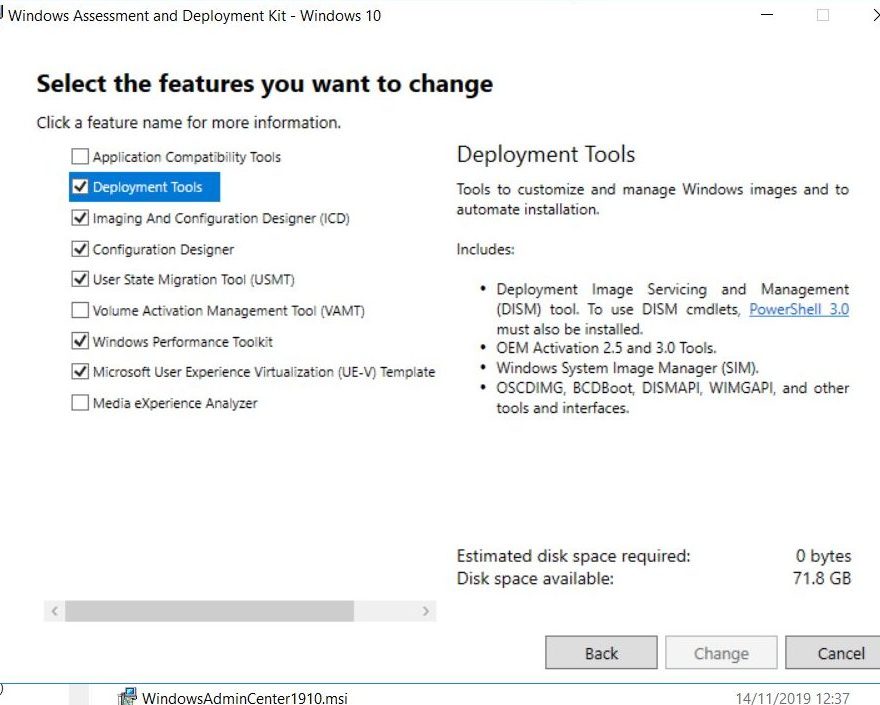 Windows Assessment and Deployment Kit - Windows 10
Select the features you want to change
Click a feature name for more information.
Application Compatibility Tools
Deployment Tools
Imaging And Configuration Designer (ICD)
Configuration Designer
User State Migration Tool (USMT)
Volume Activation Management Tool (VAMT)
Windows Performance Toolkit
Microsoft User Experience Virtualization (UE-V) Template
Media eXperience Analyzer
Deployment Tools
Tools to customize and manage Windows images and to
automate installation.
Includes:
• Deployment Image Servicing and Management
(DISM) tool. To use DISM cmdlets, PowerShell 3.0
must also be installed.
• OEM Activation 2.5 and 3.0 Tools.
• Windows System Image Manager (SIM).
• OSCDIMG, BCDBoot, DISMAPI, WIMGAPI, and other
tools and interfaces.
Estimated disk space required: 0 bytes
Disk space available: 71.8 GB
Back Change Cancel
WindowsAdminCenter1910.msi 14/11/2019 12:37